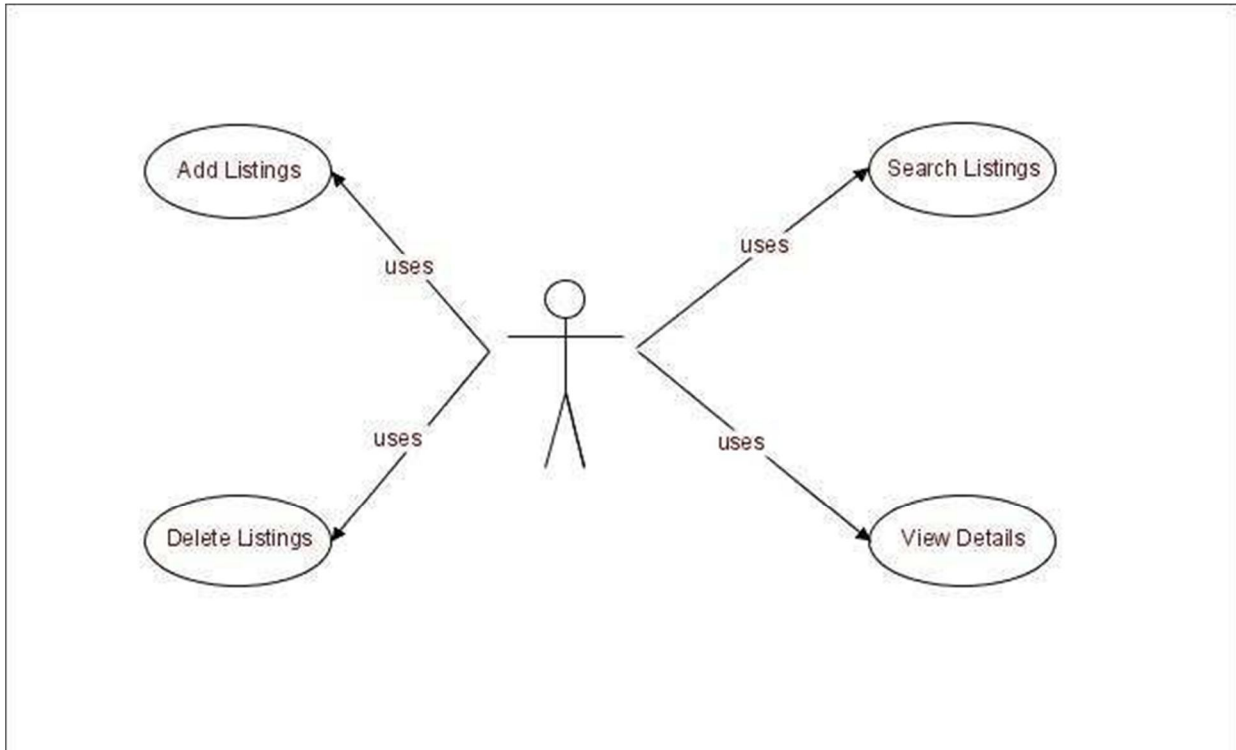 Add Listings
Search Listings
uses
uses
uses
uses
Delete Listings
View Details